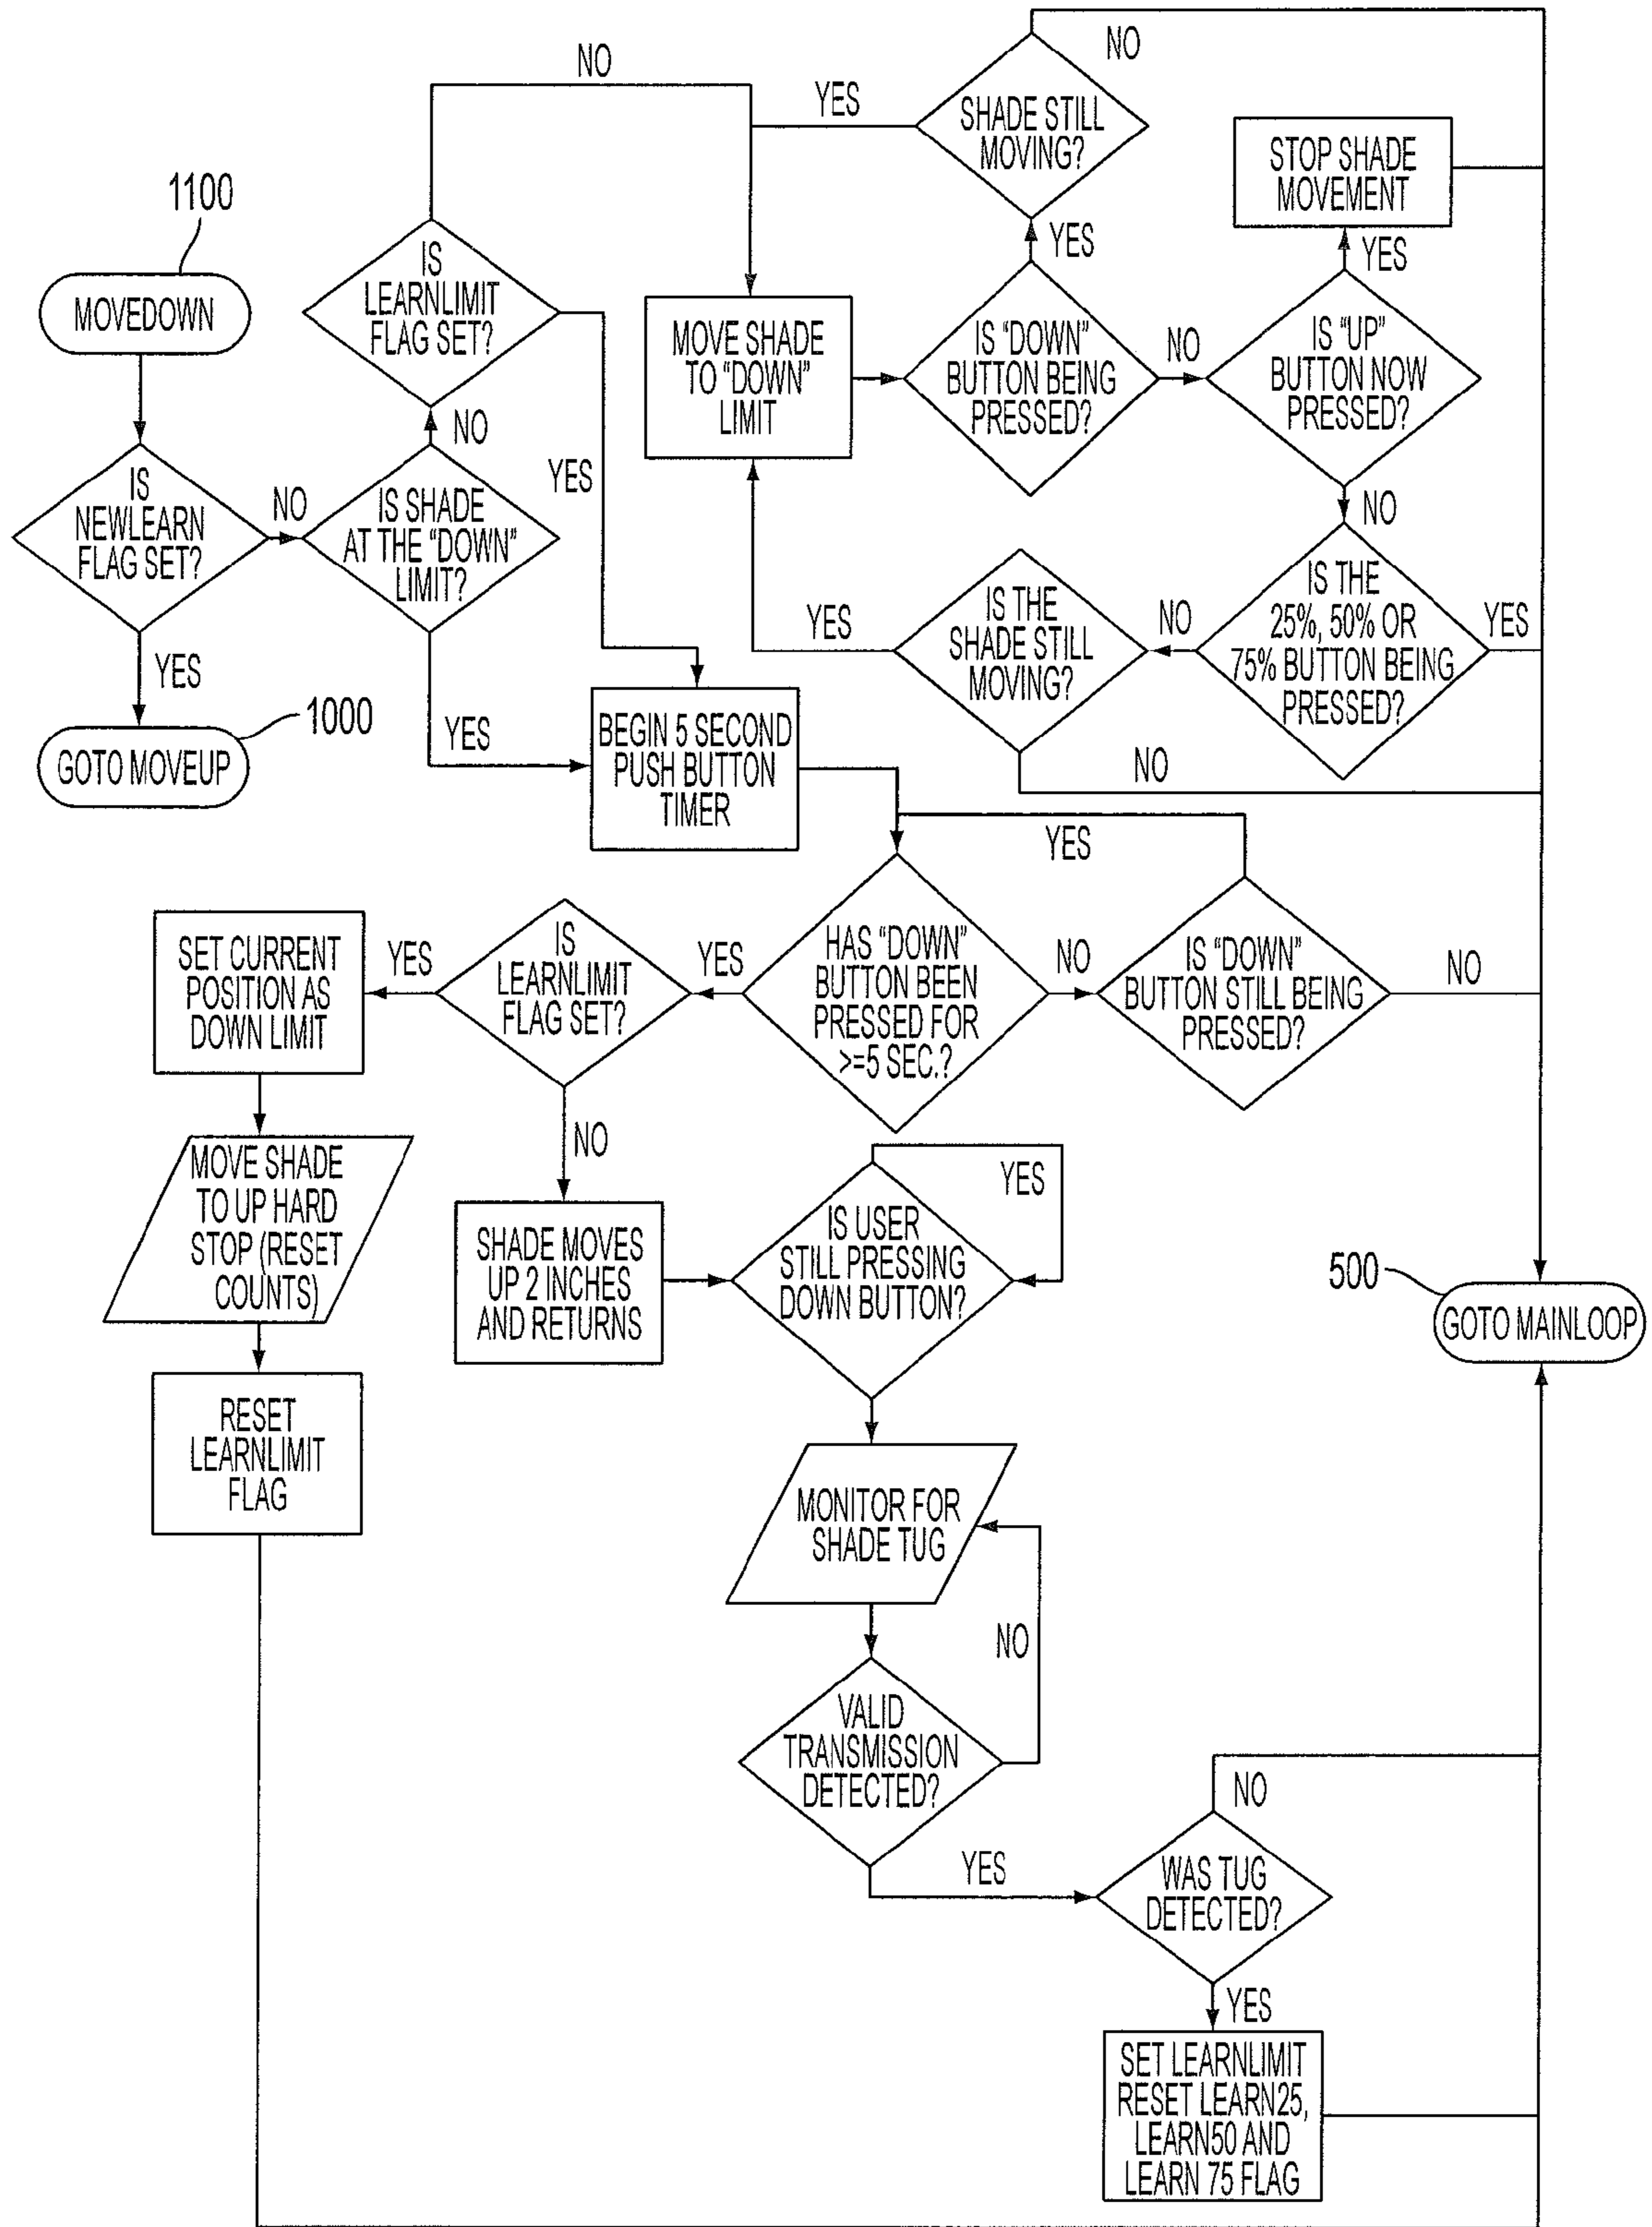 NO
NO
YES
SHADE STILL
MOVING?
STOP SHADE
MOVEMENT
1100
MOVEDOWN
IS
LEARNLIMIT
FLAG SET?
YES
YES
MOVE SHADE
TO "DOWN"
LIMIT
IS "DOWN"
BUTTON BEING
PRESSED?
NO
IS "UP"
BUTTON NOW
PRESSED?
NO
YES
NO
IS
NEWLEARN
FLAG SET?
NO
IS SHADE
AT THE "DOWN"
LIMIT?
YES
IS THE
SHADE STILL
MOVING?
NO
IS THE
25%, 50% OR
75% BUTTON BEING
PRESSED?
YES
YES
1000
GOTO MOVEUP
YES
BEGIN 5 SECOND
PUSH BUTTON
TIMER
NO
YES
SET CURRENT
POSITION AS
DOWN LIMIT
YES
IS
LEARNLIMIT
FLAG SET?
YES
HAS "DOWN"
BUTTON BEEN
PRESSED FOR
>=5 SEC.?
NO
IS "DOWN"
BUTTON STILL BEING
PRESSED?
NO
NO
MOVE SHADE
TO UP HARD
STOP (RESET
COUNTS)
SHADE MOVES
UP 2 INCHES
AND RETURNS
IS USER
STILL PRESSING
DOWN BUTTON?
YES
500
GOTO MAINLOOP
RESET
LEARNLIMIT
FLAG
MONITOR FOR
SHADE TUG
NO
VALID
TRANSMISSION
DETECTED?
YES
NO
WAS TUG
DETECTED?
YES
SET LEARNLIMIT
RESET LEARN25,
LEARN50 AND
LEARN 75 FLAG